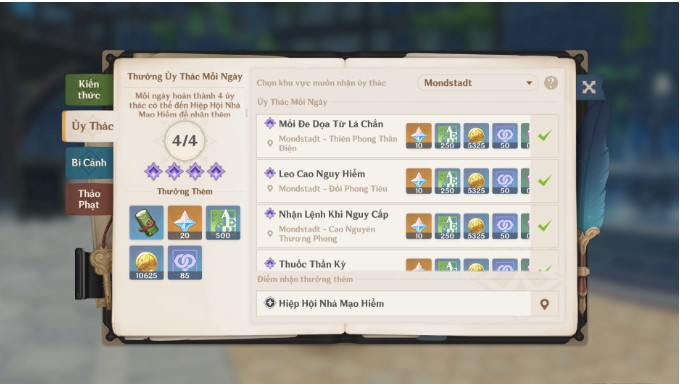 Kiến thức
Ủy Thác
Bí Cảnh
Thảo Phạt
Thưởng Ủy Thác Mỗi Ngày
Mỗi ngày hoàn thành 4 ủy
thác có thể đến Hiệp Hội Nhà
Mạo Hiểm để nhận thêm
4/4
Thưởng Thêm
20
500
10625
85
Chọn khu vực muốn nhận ủy thác
Mondstadt
?
Ủy Thác Mỗi Ngày
Mối Đe Dọa Từ Lá Chắn
Mondstadt - Thiên Phong Thần
Điện
10 250 5325 50
Leo Cao Nguy Hiểm
Mondstadt - Đồi Phong Tiêu
10 250 5325 50
Nhận Lệnh Khi Nguy Cấp
Mondstadt - Cao Nguyên
Thương Phong
10 250 5325 50
Thuốc Thần Kỳ
Điểm nhận thưởng thêm
Hiệp Hội Nhà Mạo Hiểm